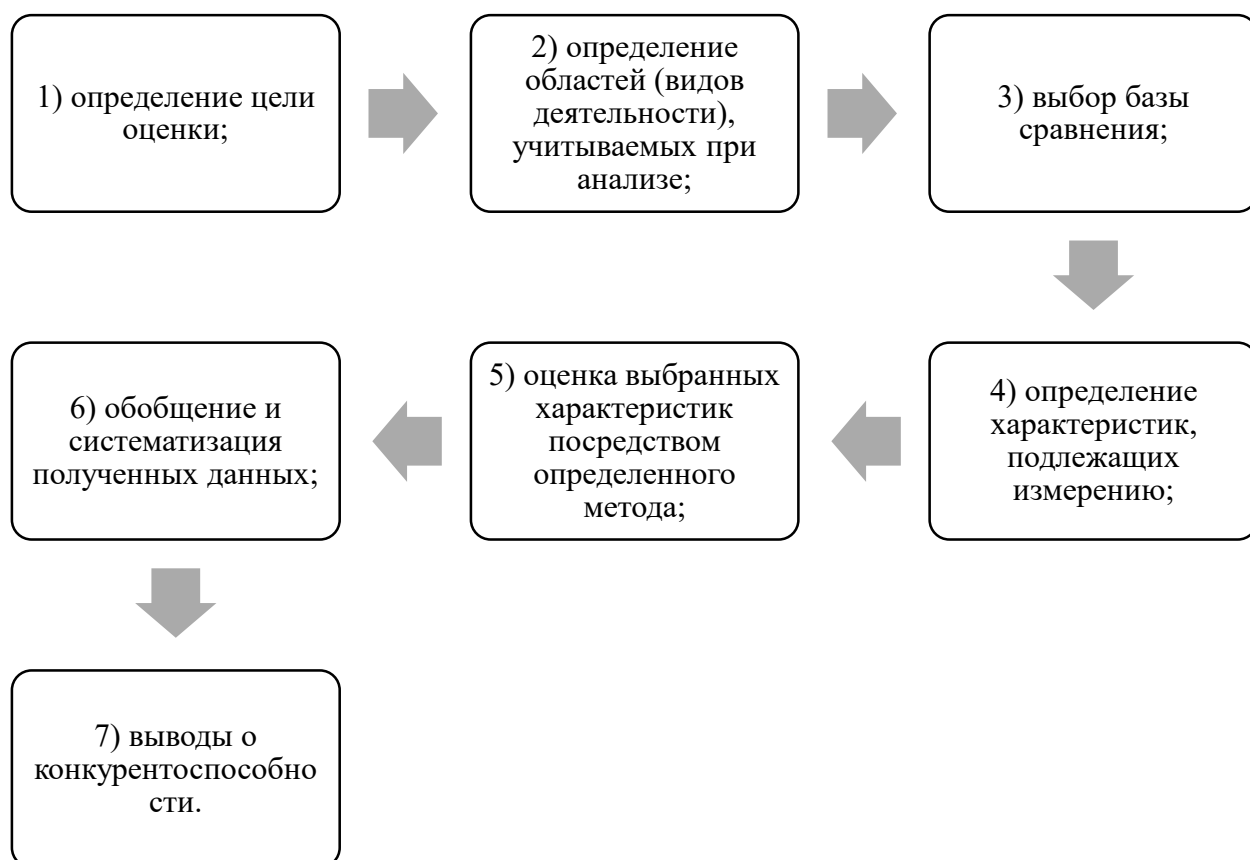 1) определение цели
оценки;
2) определение
областей (видов
деятельности),
учитываемых при
анализе;
3) выбор базы
сравнения;
4) определение
характеристик,
подлежащих
измерению;
5) оценка выбранных
характеристик
посредством
определенного
метода;
6) обобщение и
систематизация
полученных данных;
7) выводы о
конкурентоспособно
сти.